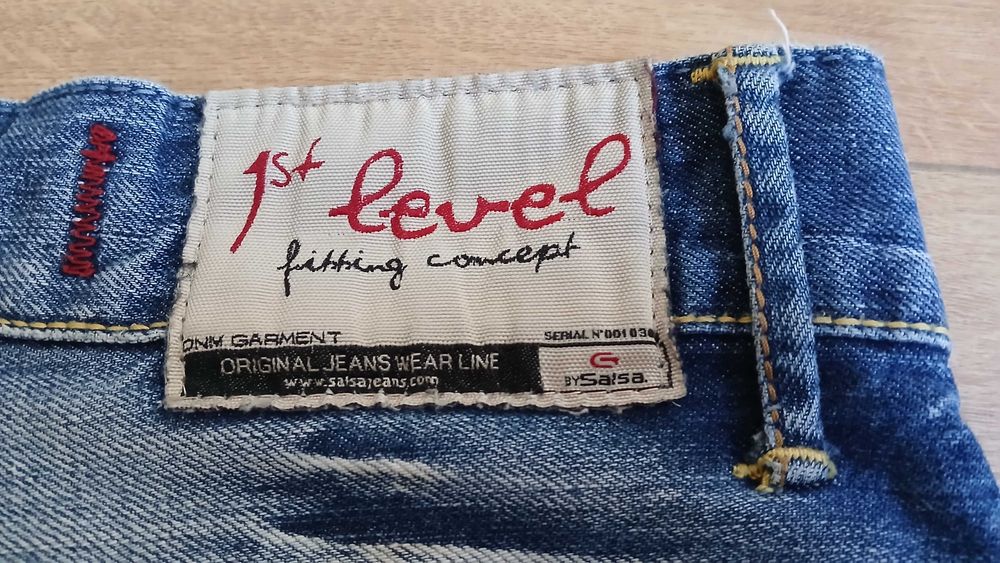 1st level
fitting concept
DNM GARMENT
SERIAL N°001030
ORIGINAL JEANS WEAR LINE
www.salsajeans.com
BY Salsa